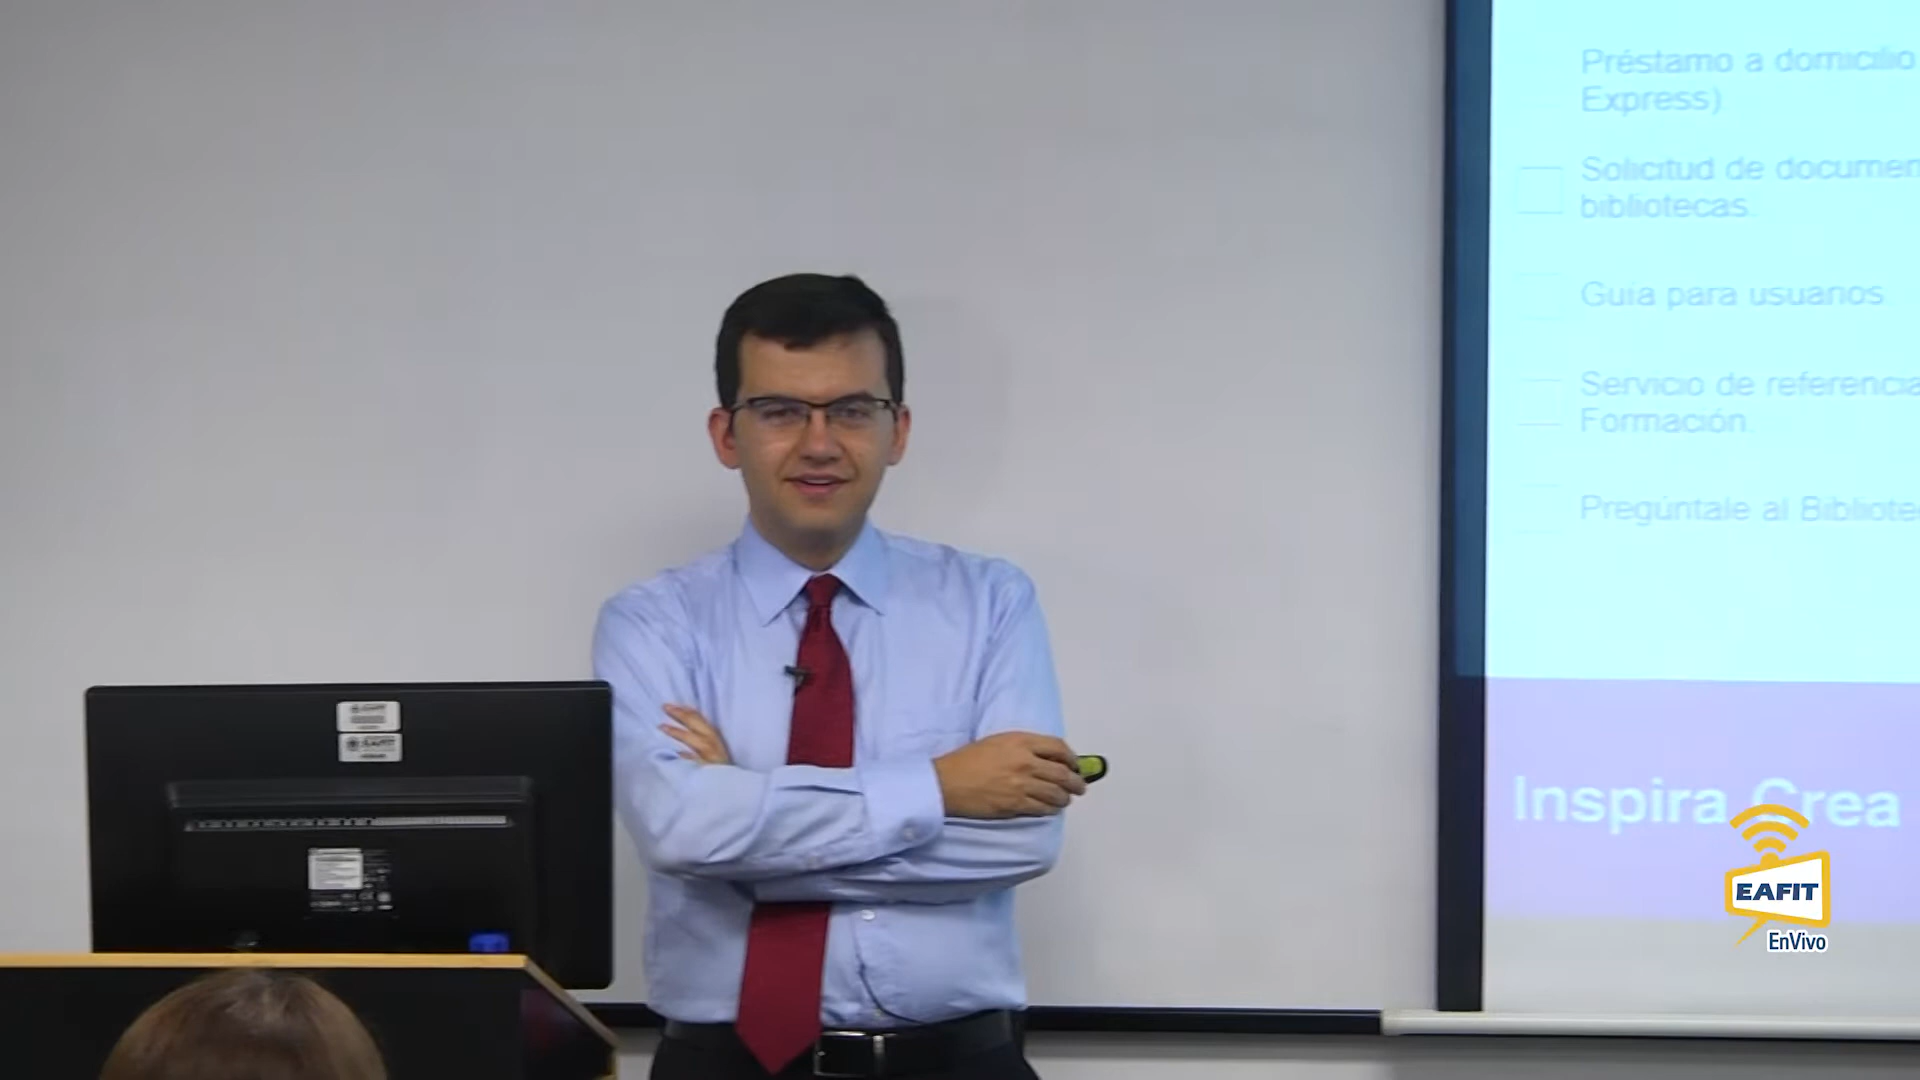 Préstamo a domicilio
Express)
Solicitud de documen
bibliotecas.
Guía para usuarios
Servicio de referencia
Formación.
Pregúntale al Bibliote
Inspira Crea
EAFIT
EnVivo
EAFIT